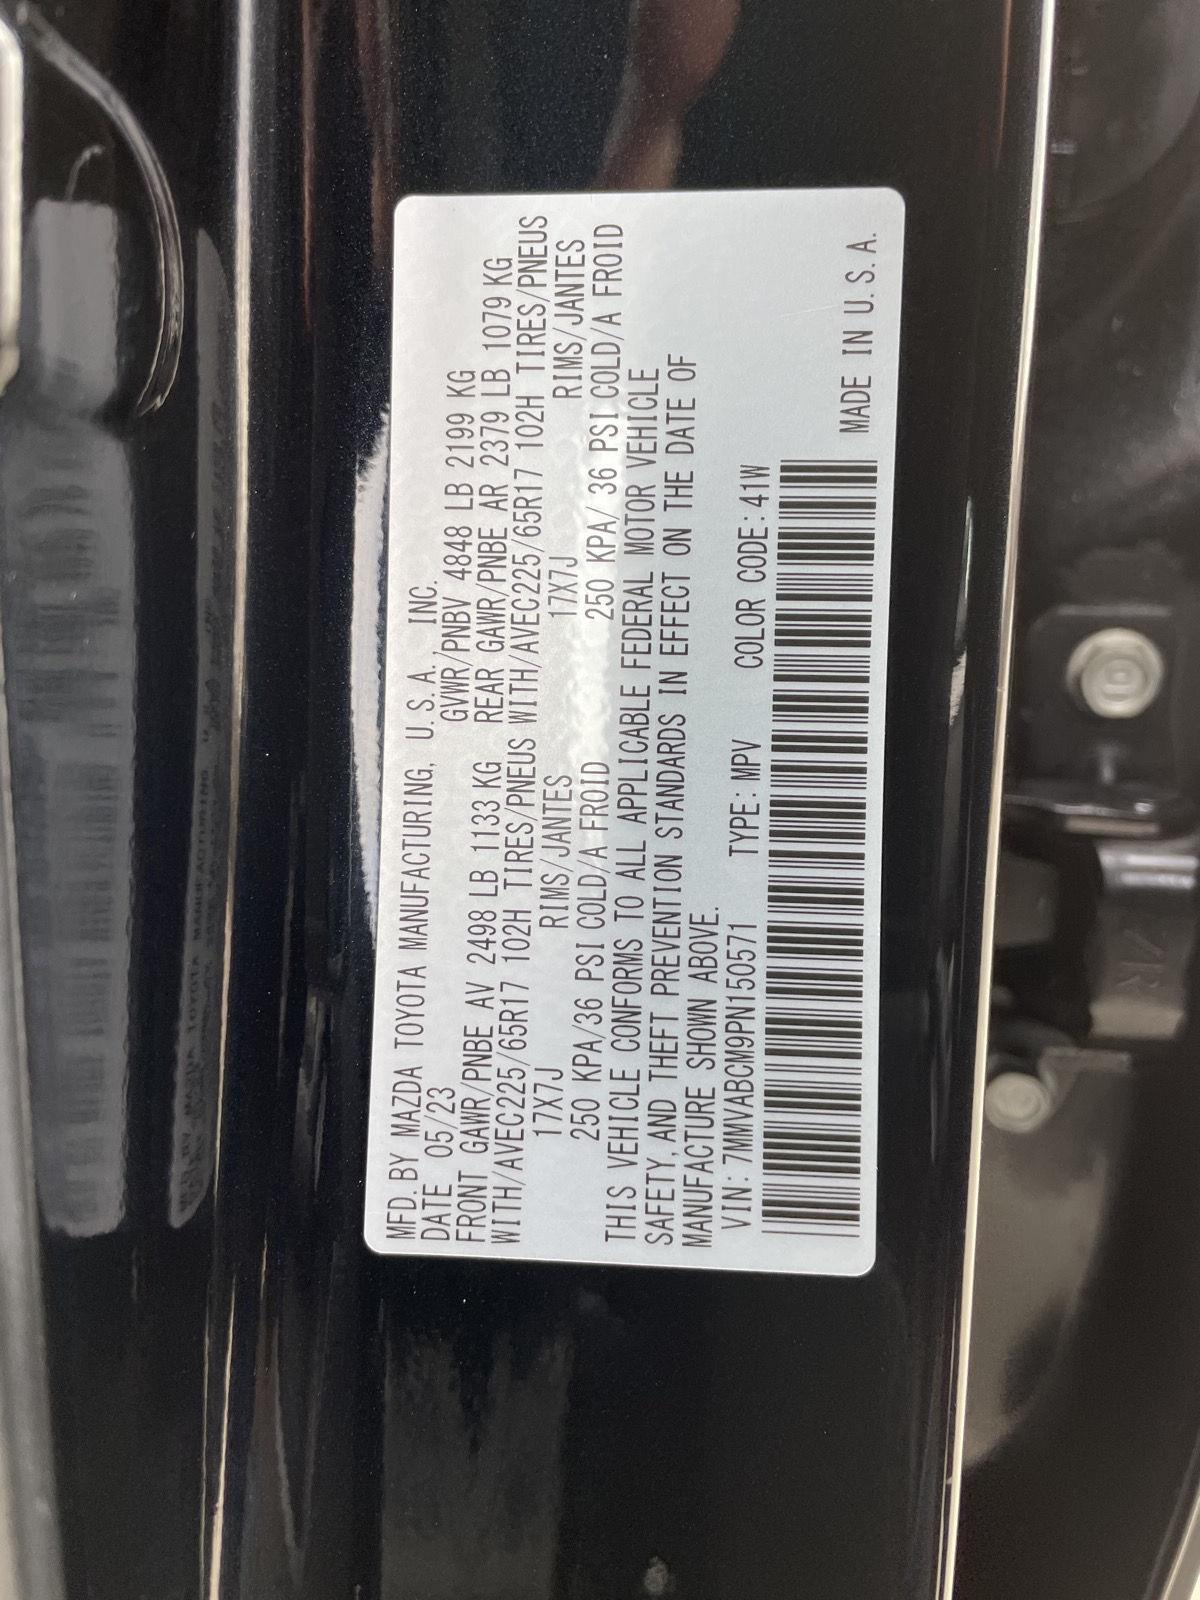 MFD. BY MAZDA TOYOTA MANUFACTURING, U. S. A. INC.
DATE 05/23 GVWR/PNBV 4848 LB 2199 KG
FRONT GAWR/PNBE AV 2498 LB 1133 KG REAR GAWR/PNBE AR 2379 LB 1079 KG
WITH/AVEC225/65R17 102H TIRES/PNEUS WITH/AVEC225/65R17 102H TIRES/PNEUS
17X7J RIMS/JANTES 17X7J RIMS/JANTES
250 KPA/36 PSI COLD/A FROID 250 KPA/ 36 PSI COLD/A FROID
THIS VEHICLE CONFORMS TO ALL APPLICABLE FEDERAL MOTOR VEHICLE
SAFETY, AND THEFT PREVENTION STANDARDS IN EFFECT ON THE DATE OF
MANUFACTURE SHOWN ABOVE.
VIN: 7MMVABCM9PN150571 TYPE: MPV COLOR CODE: 41W
MADE IN U. S. A.